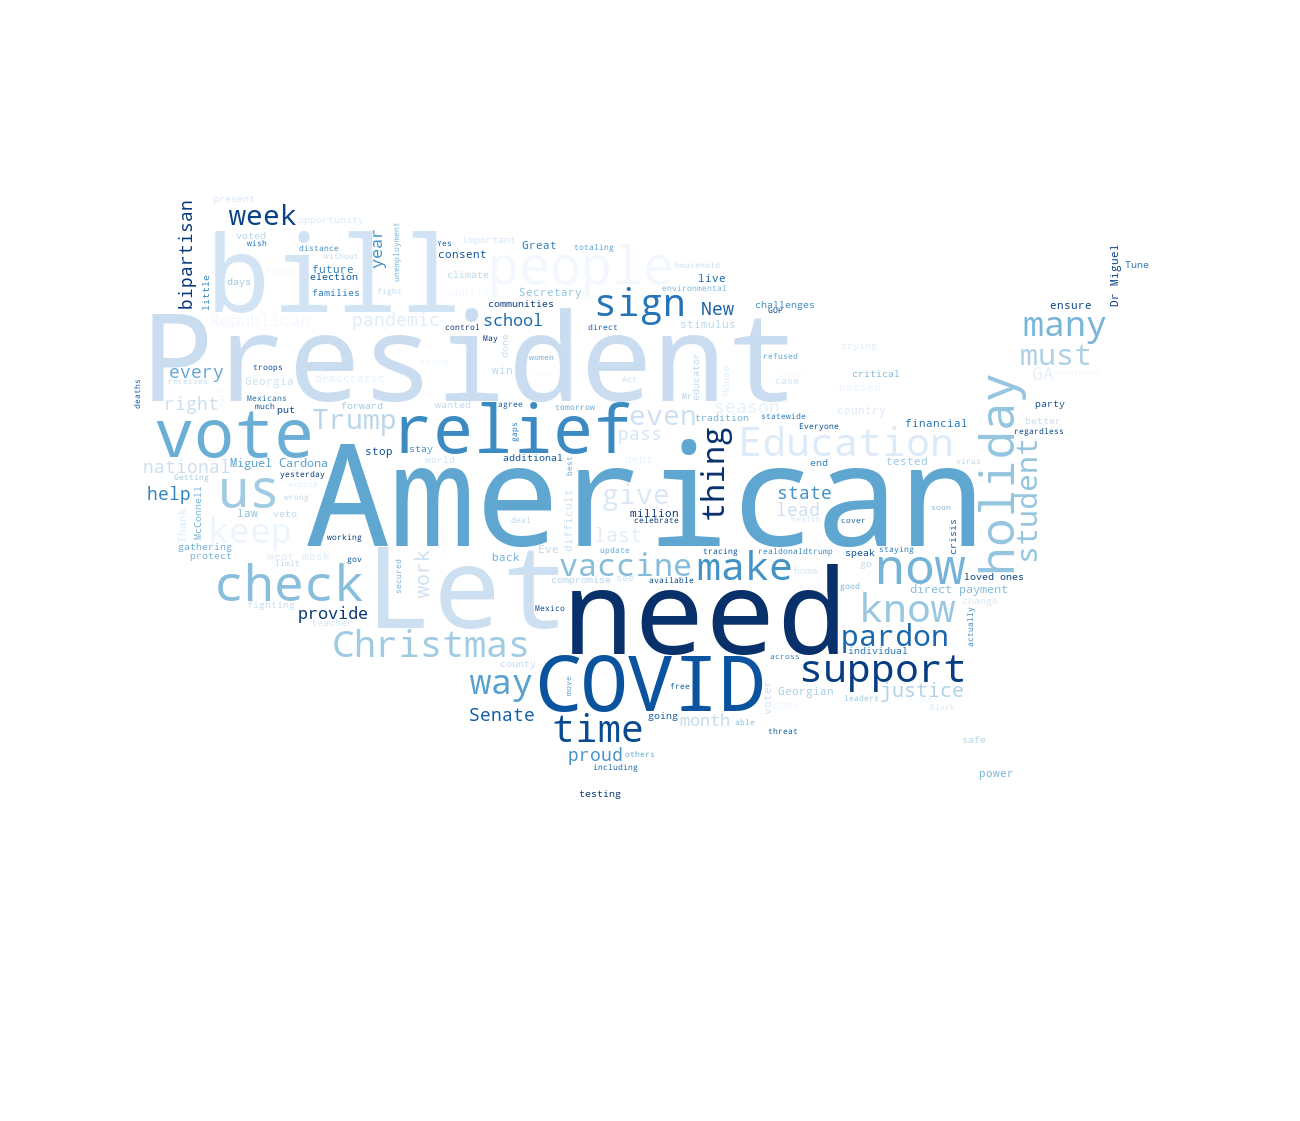 present
week
opportunity
bipartisan
voted
wish
distance
without
year
unemployment
Yes
consent
important
Great
totaling
bill
people
household
little
days
future
election
families
fight
climate
public
Secretary
environmental
live
Dr Miguel
Tune
communities
sign
New
challenges
GOP
ensure
many
must
GA
Republican
pandemic
school
control
direct
stimulus
President
May
done
women
refused
trying
every
troops
receives
Georgia
democratic
bring
win
educator
Mr
House
case
critical
passed
deaths
Mexicans
much
put
forward
wanted
agree
tomorrow
tradition
season
statewide
country
party
better
regardless
right
Trump
relief
gaps
even
pass
Everyone
financial
vote
stop
stay
world
additional
best
debt
thing
Education
end
tested
virus
holiday
student
national
Miguel Cardona
Getting
yesterday
expose
wrong
help
McConnell
us
American
give
million
celebrate
state
lead
health
cover
soon
Thank
keep
law
veto
deal
difficult
last
crisis
gathering
protect
working
wear mask
limit
gov
back
Eve
update
tracing
realdonaldtrump
speak
staying
check
secured
work
Let
vaccine
compromise
see
available
make
home
go
good
now
loved ones
direct payment
change
fighting
provide
teacher
Mexico
need
know
actually
Christmas
pardon
individual
county
way
move
COVID
free
across
support
voter
Georgian
justice
leaders
Black
come
Senate
time
going
month
able
threat
safe
proud
others
including
power
testing